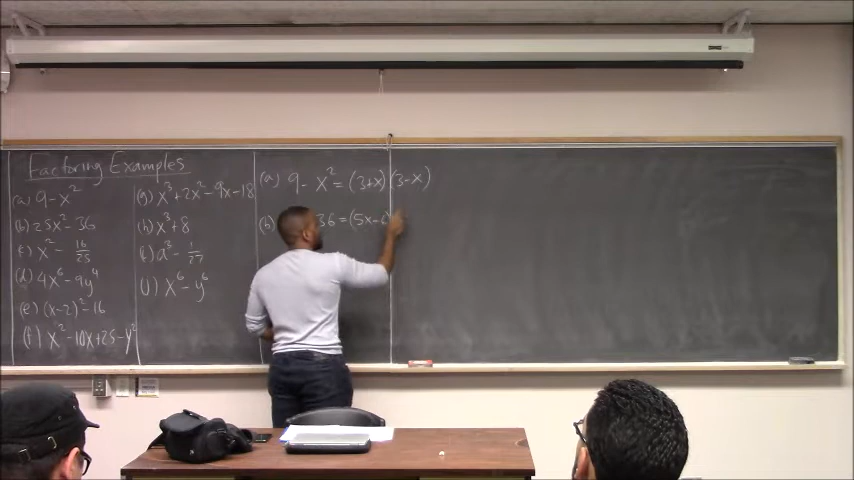 Factoring Examples
(a) 9 - x²
(b) 25x² - 36
x² - 16/25
(d) 4x⁶ - 9y⁴
(e) (x-2)² - 16
(f) x² - 10x + 25 - y²
(g) x³ + 2x² - 9x - 18
(h) x³ + 8
a³ - 1/27
x⁶ - y⁶
(a) 9 - x² = (3+x)(3-x)
(b) 36 = (5x-6)